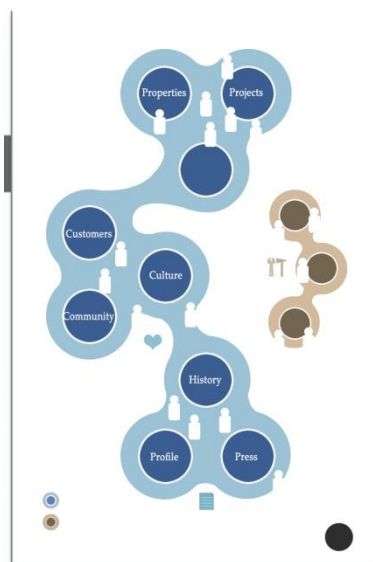 Properties
Projects
Customers
Culture
Community
History
Profile
Press